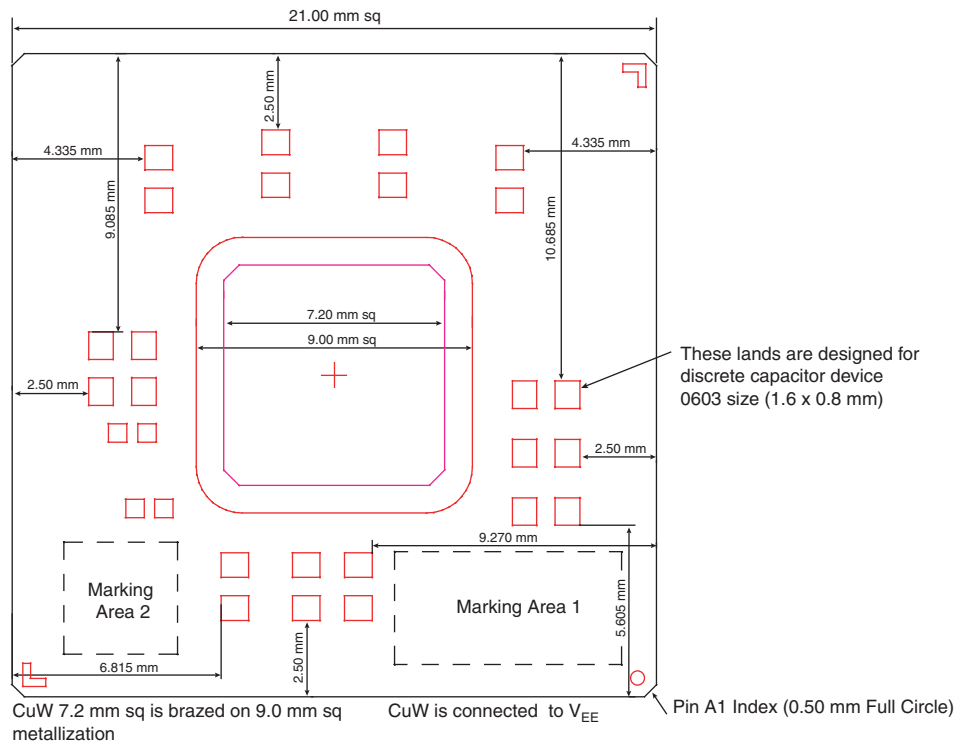 21.00 mm sq
2.50 mm
4.335 mm
4.335 mm
9.085 mm
10.685 mm
7.20 mm sq
9.00 mm sq
These lands are designed for
discrete capacitor device
0603 size (1.6 x 0.8 mm)
2.50 mm
2.50 mm
9.270 mm
Marking
Area 2
Marking Area 1
5.605 mm
2.50 mm
6.815 mm
CuW 7.2 mm sq is brazed on 9.0 mm sq
metallization
CuW is connected to VEE
Pin A1 Index (0.50 mm Full Circle)